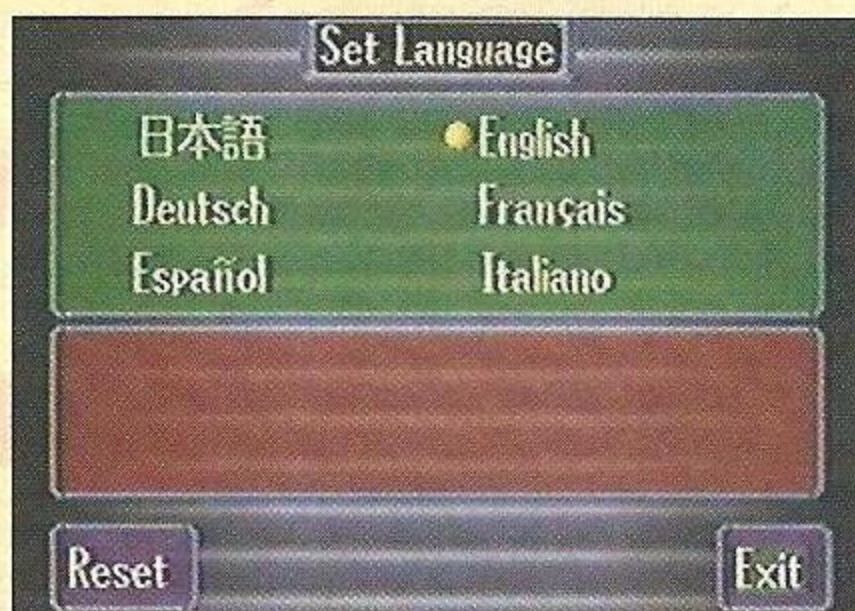 Set Language
日本語 English
Deutsch Français
Español Italiano
Reset Exit